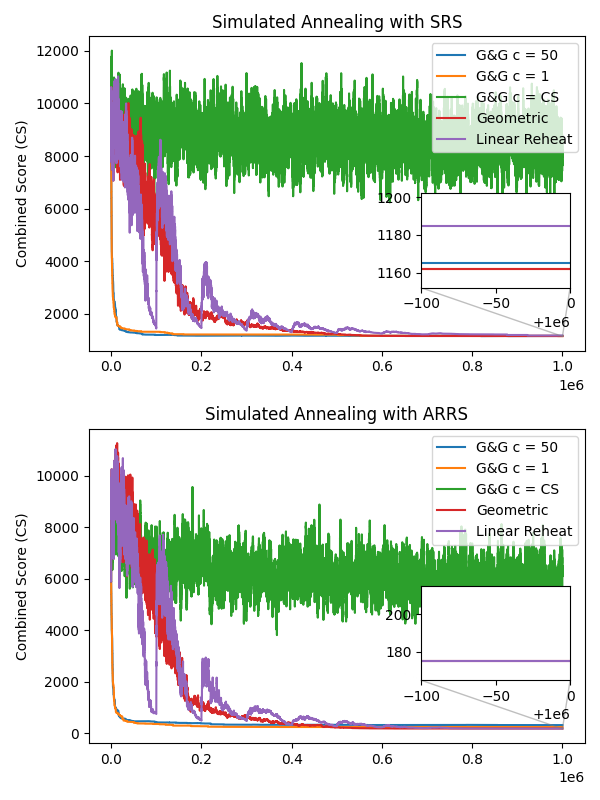 Simulated Annealing with SRS
Combined Score (CS)
12000
10000
8000
6000
4000
2000
G&G c = 50
G&G c = 1
G&G c = CS
Geometric
Linear Reheat
1200
1180
1160
−100
−50
0
+1e6
0.0
0.2
0.4
0.6
0.8
1.0
1e6
Simulated Annealing with ARRS
Combined Score (CS)
10000
8000
6000
4000
2000
0
G&G c = 50
G&G c = 1
G&G c = CS
Geometric
Linear Reheat
200
180
−100
−50
0
+1e6
0.0
0.2
0.4
0.6
0.8
1.0
1e6